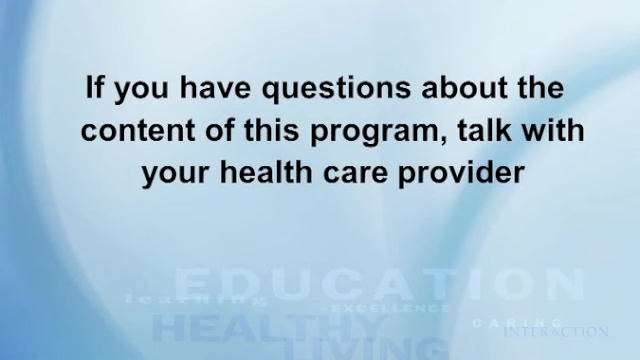 If you have questions about the
content of this program, talk with
your health care provider
EDUCATION
learning
EXCELLENCE
CARING
INTERACTION
HEALTHY
LIVING